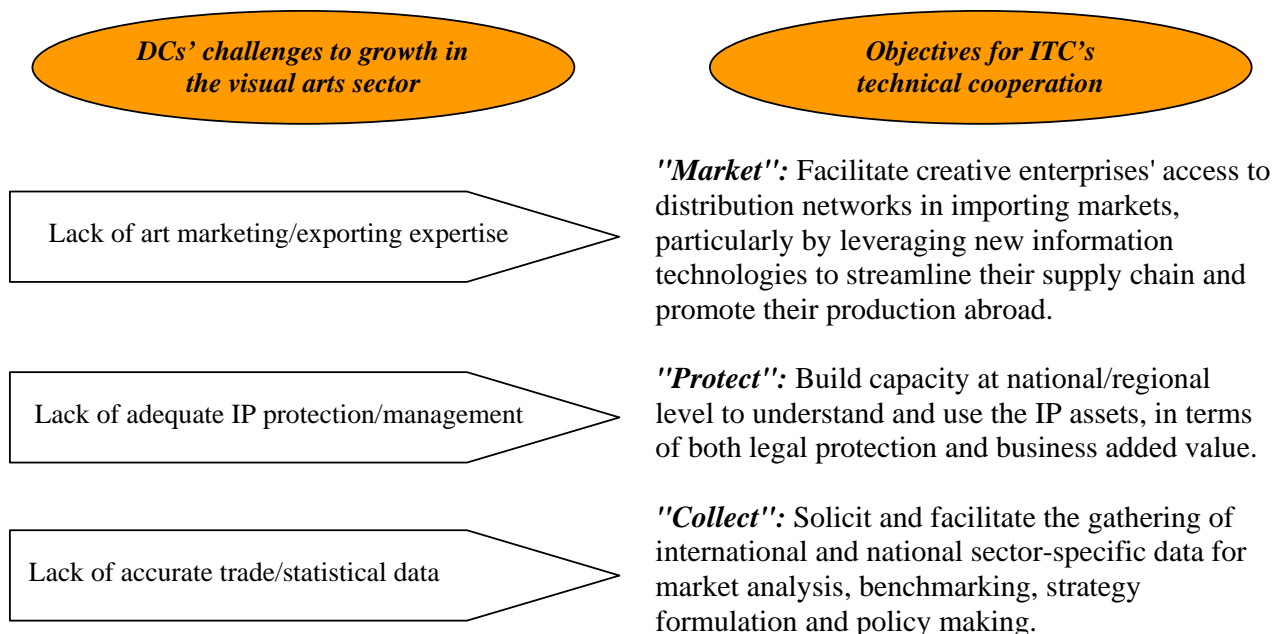 DCs’ challenges to growth in
the visual arts sector
Objectives for ITC’s
technical cooperation
Lack of art marketing/exporting expertise
"Market": Facilitate creative enterprises' access to
distribution networks in importing markets,
particularly by leveraging new information
technologies to streamline their supply chain and
promote their production abroad.
Lack of adequate IP protection/management
"Protect": Build capacity at national/regional
level to understand and use the IP assets, in terms
of both legal protection and business added value.
Lack of accurate trade/statistical data
"Collect": Solicit and facilitate the gathering of
international and national sector-specific data for
market analysis, benchmarking, strategy
formulation and policy making.